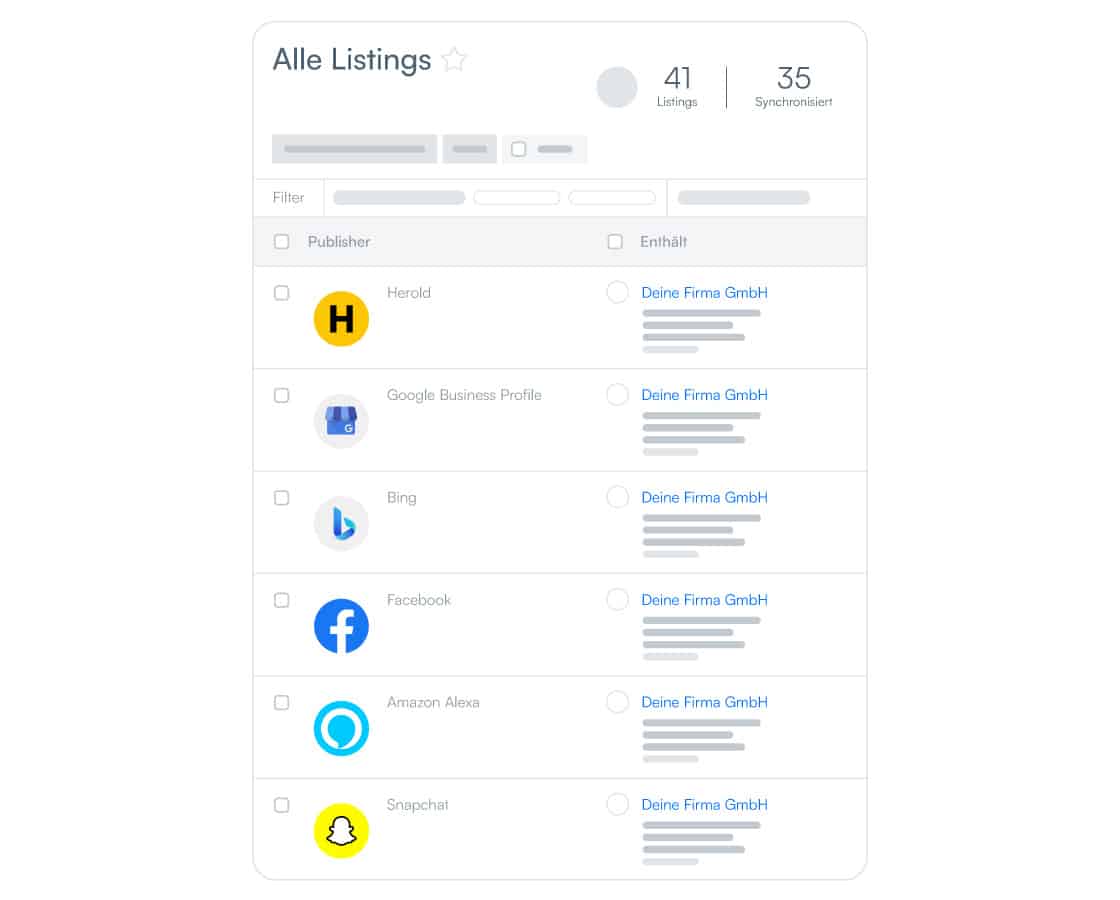 Alle Listings
41
Listings
35
Synchronisiert
Filter
Publisher
Enthält
H
Herold
Deine Firma GmbH
G
Google Business Profile
Deine Firma GmbH
b
Bing
Deine Firma GmbH
f
Facebook
Deine Firma GmbH
Amazon Alexa
Deine Firma GmbH
Snapchat
Deine Firma GmbH